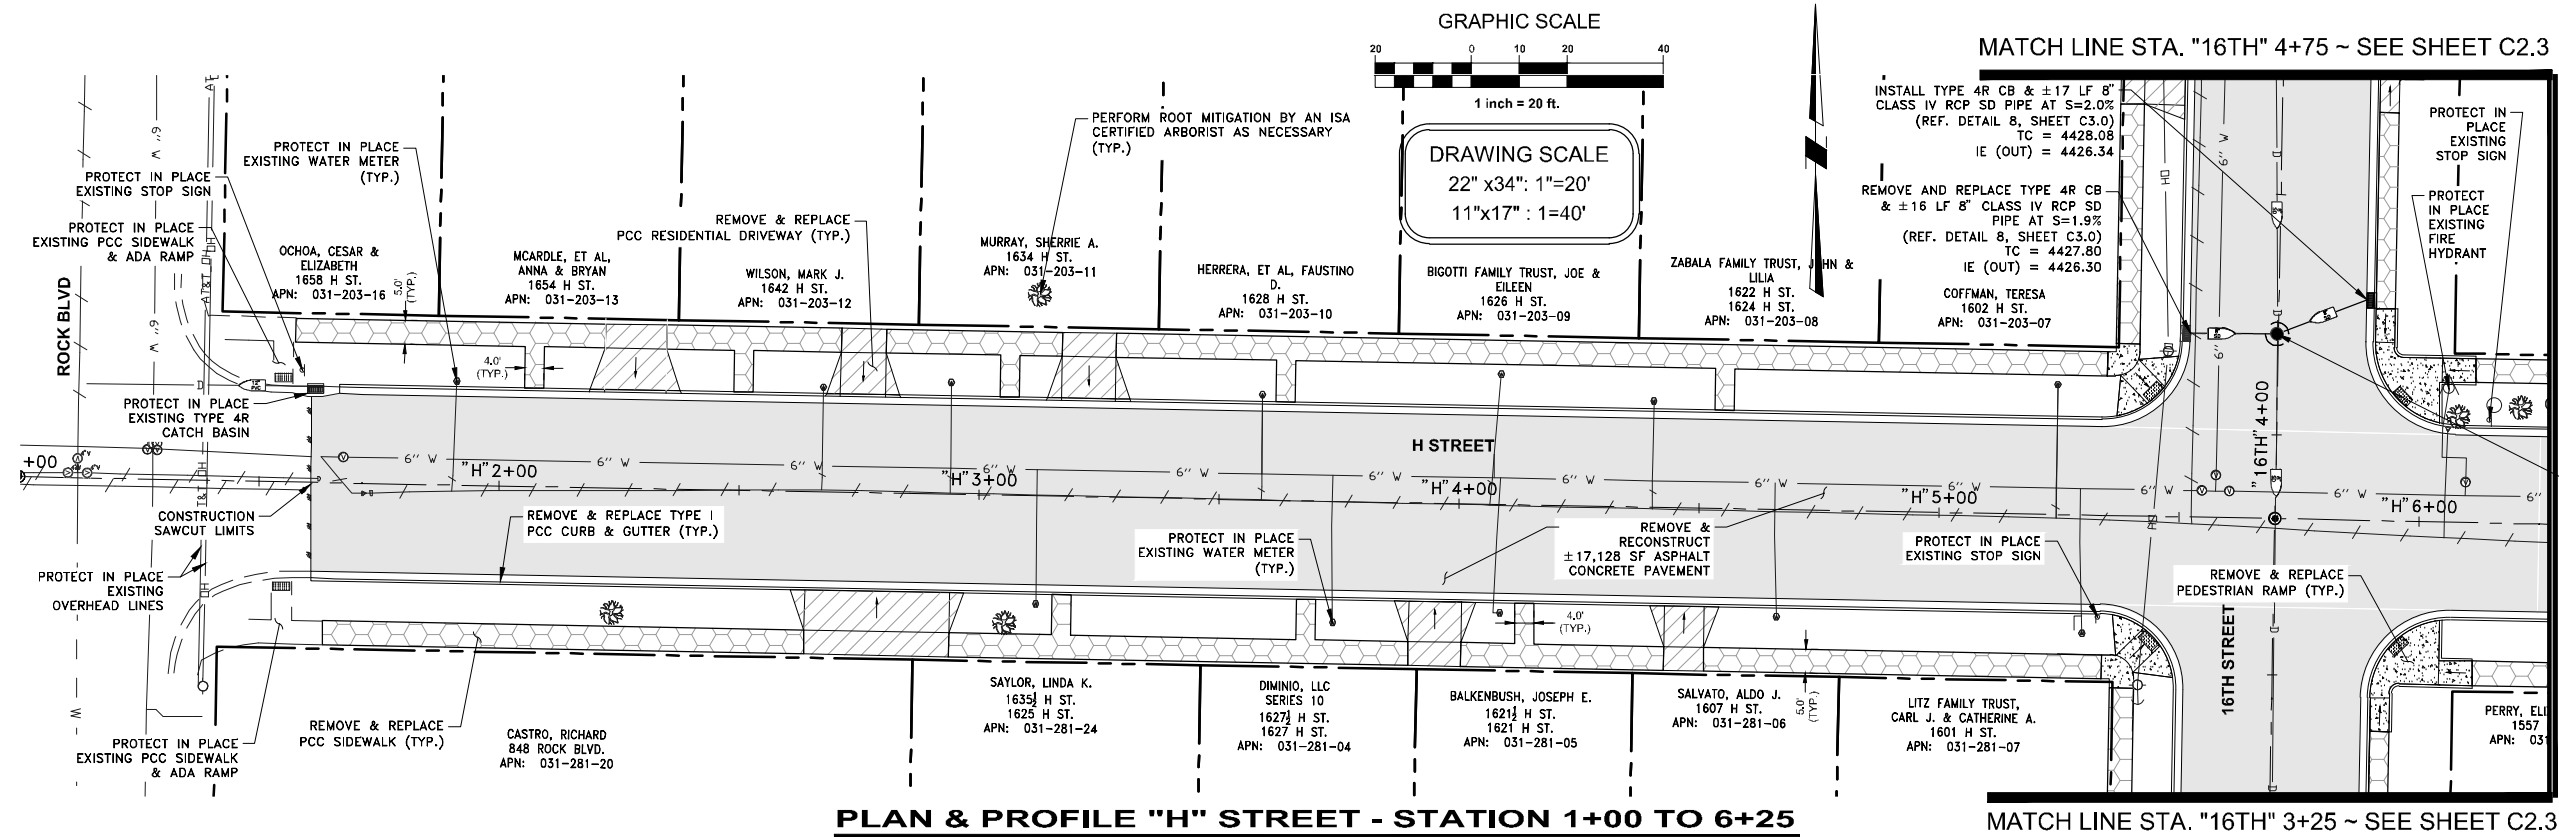 GRAPHIC SCALE
20 0 10 20 40
1 inch = 20 ft.
DRAWING SCALE
22" x34": 1"=20'
11"x17" : 1=40'
MATCH LINE STA. "16TH" 4+75 ~ SEE SHEET C2.3
INSTALL TYPE 4R CB & ±17 LF 8"
CLASS IV RCP SD PIPE AT S=2.0%
(REF. DETAIL 8, SHEET C3.0)
TC = 4428.08
IE (OUT) = 4426.34
REMOVE AND REPLACE TYPE 4R CB
& ±16 LF 8" CLASS IV RCP SD
PIPE AT S=1.9%
(REF. DETAIL 8, SHEET C3.0)
TC = 4427.80
IE (OUT) = 4426.30
PROTECT IN
PLACE
EXISTING
STOP SIGN
PROTECT
IN PLACE
EXISTING
FIRE
HYDRANT
PERFORM ROOT MITIGATION BY AN ISA
CERTIFIED ARBORIST AS NECESSARY
(TYP.)
PROTECT IN PLACE
EXISTING WATER METER
(TYP.)
PROTECT IN PLACE
EXISTING STOP SIGN
PROTECT IN PLACE
EXISTING PCC SIDEWALK
& ADA RAMP
REMOVE & REPLACE
PCC RESIDENTIAL DRIVEWAY (TYP.)
OCHOA, CESAR &
ELIZABETH
1658 H ST.
APN: 031-203-16
MCARDLE, ET AL,
ANNA & BRYAN
1654 H ST.
APN: 031-203-13
WILSON, MARK J.
1642 H ST.
APN: 031-203-12
MURRAY, SHERRIE A.
1634 H ST.
APN: 031-203-11
HERRERA, ET AL, FAUSTINO
D.
1628 H ST.
APN: 031-203-10
BIGOTTI FAMILY TRUST, JOE &
EILEEN
1626 H ST.
APN: 031-203-09
ZABALA FAMILY TRUST, JOHN &
LILIA
1622 H ST.
1624 H ST.
APN: 031-203-08
COFFMAN, TERESA
1602 H ST.
APN: 031-203-07
5.0'
(TYP.)
4.0'
(TYP.)
ROCK BLVD
6" W
6" W
6" W
PROTECT IN PLACE
EXISTING TYPE 4R
CATCH BASIN
H STREET
+00
"H" 2+00
"H" 3+00
"H" 4+00
"H" 5+00
"H" 6+00
"16TH" 4+00
6" W 6" W 6" W 6" W 6" W 6" W 6" W 6" W 6" W 6" W 6" W 6"
CONSTRUCTION
SAWCUT LIMITS
REMOVE & REPLACE TYPE I
PCC CURB & GUTTER (TYP.)
PROTECT IN PLACE
EXISTING WATER METER
(TYP.)
REMOVE &
RECONSTRUCT
±17,128 SF ASPHALT
CONCRETE PAVEMENT
PROTECT IN PLACE
EXISTING STOP SIGN
REMOVE & REPLACE
PEDESTRIAN RAMP (TYP.)
PROTECT IN PLACE
EXISTING
OVERHEAD LINES
4.0'
(TYP.)
5.0'
(TYP.)
16TH STREET
W
PROTECT IN PLACE
EXISTING PCC SIDEWALK
& ADA RAMP
REMOVE & REPLACE
PCC SIDEWALK (TYP.)
CASTRO, RICHARD
848 ROCK BLVD.
APN: 031-281-20
SAYLOR, LINDA K.
1635½ H ST.
1625 H ST.
APN: 031-281-24
DIMINIO, LLC
SERIES 10
1627½ H ST.
1627 H ST.
APN: 031-281-04
BALKENBUSH, JOSEPH E.
1621½ H ST.
1621 H ST.
APN: 031-281-05
SALVATO, ALDO J.
1607 H ST.
APN: 031-281-06
LITZ FAMILY TRUST,
CARL J. & CATHERINE A.
1601 H ST.
APN: 031-281-07
PERRY, ELI
1557
APN: 031
PLAN & PROFILE "H" STREET - STATION 1+00 TO 6+25
MATCH LINE STA. "16TH" 3+25 ~ SEE SHEET C2.3